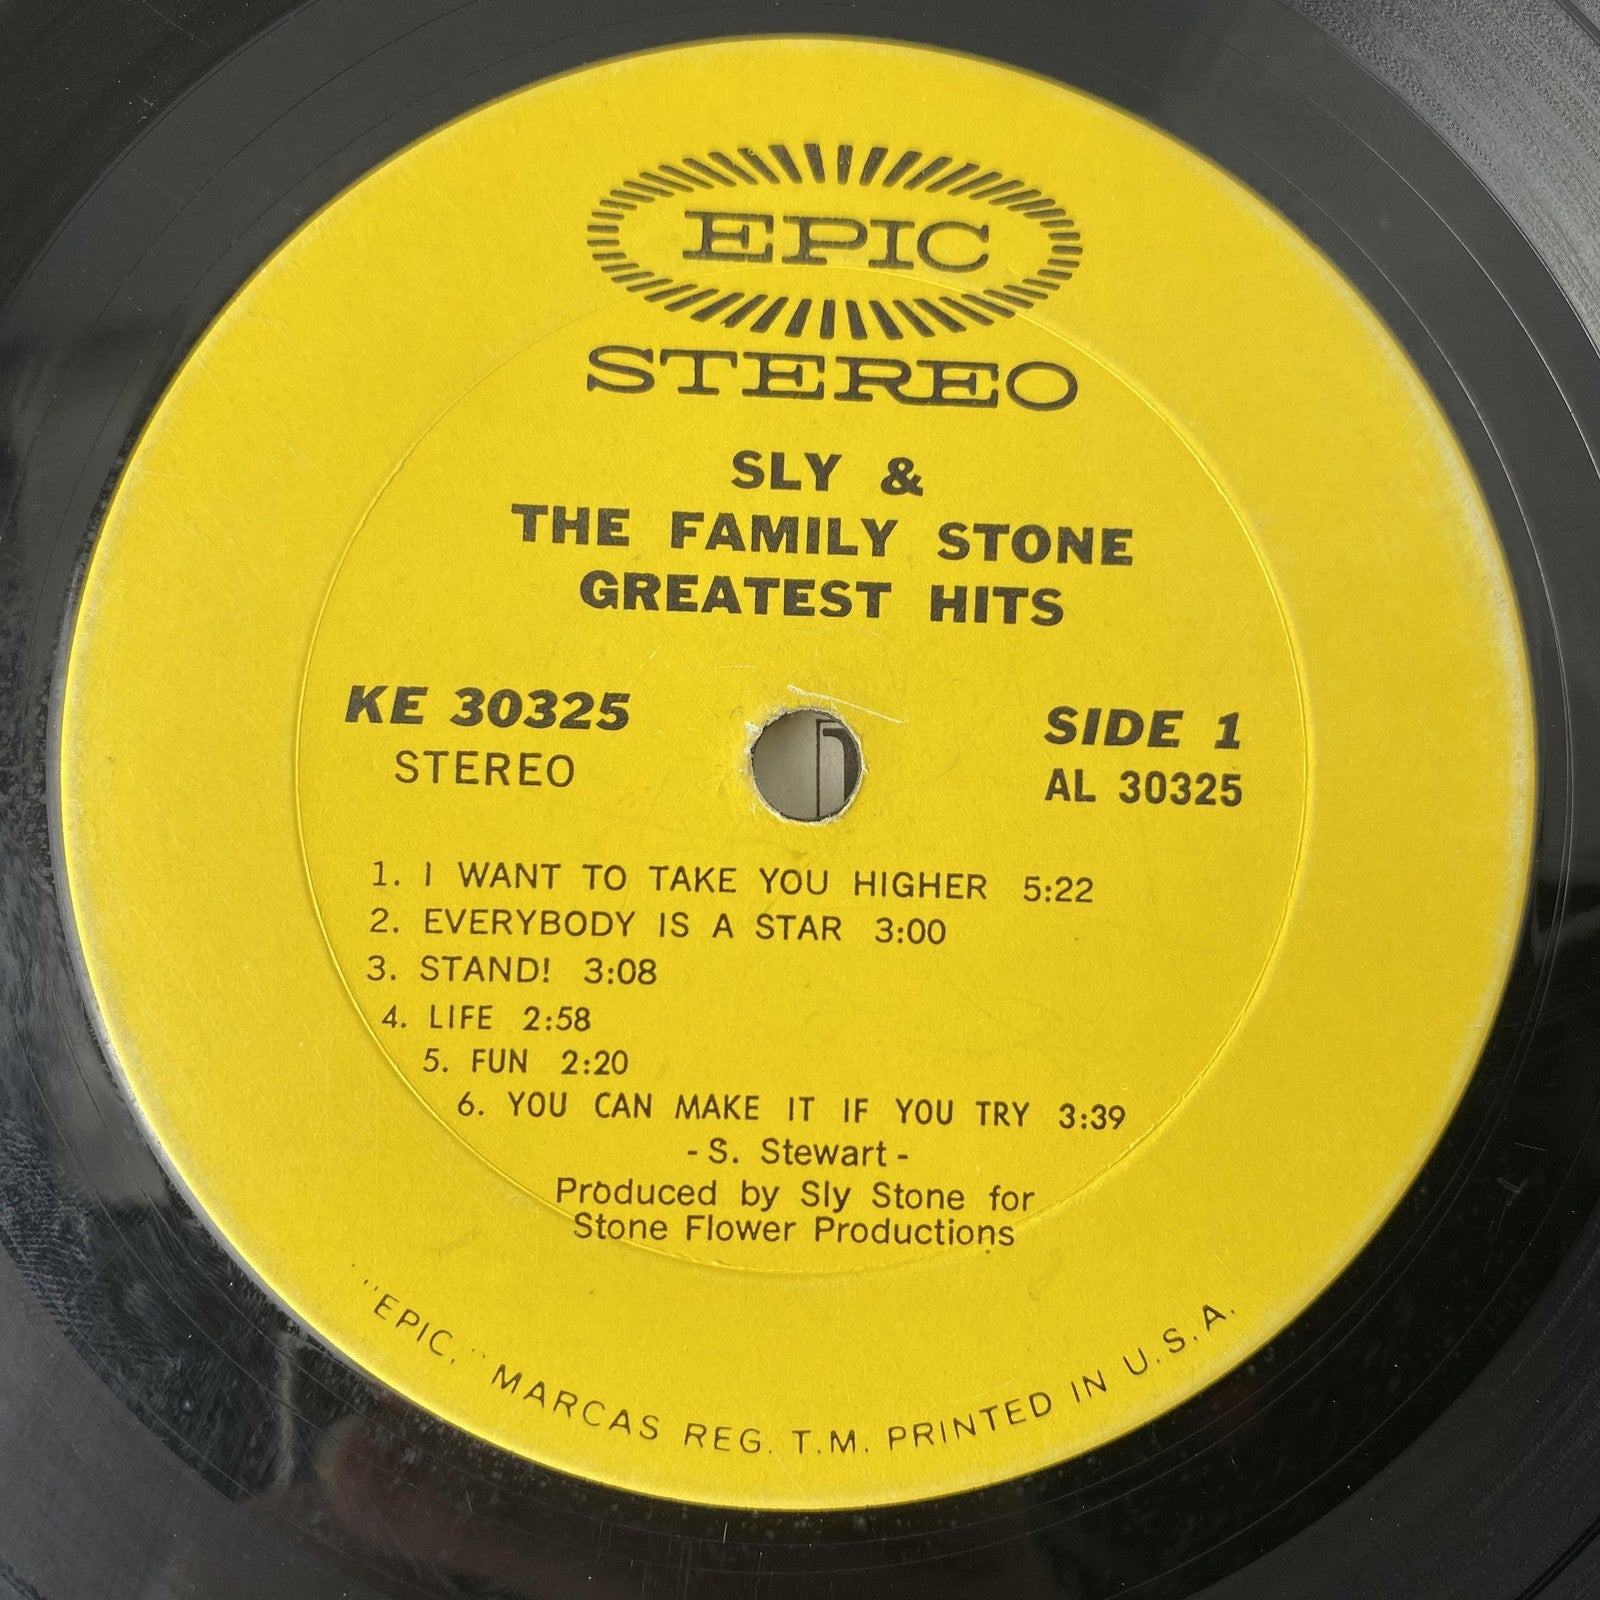 EPIC
STEREO
SLY &
THE FAMILY STONE
GREATEST HITS
KE 30325
STEREO
SIDE 1
AL 30325
1. I WANT TO TAKE YOU HIGHER 5:22
2. EVERYBODY IS A STAR 3:00
3. STAND! 3:08
4. LIFE 2:58
5. FUN 2:20
6. YOU CAN MAKE IT IF YOU TRY 3:39
- S. Stewart -
Produced by Sly Stone for
Stone Flower Productions
"EPIC," MARCAS REG. T.M. PRINTED IN U.S.A.